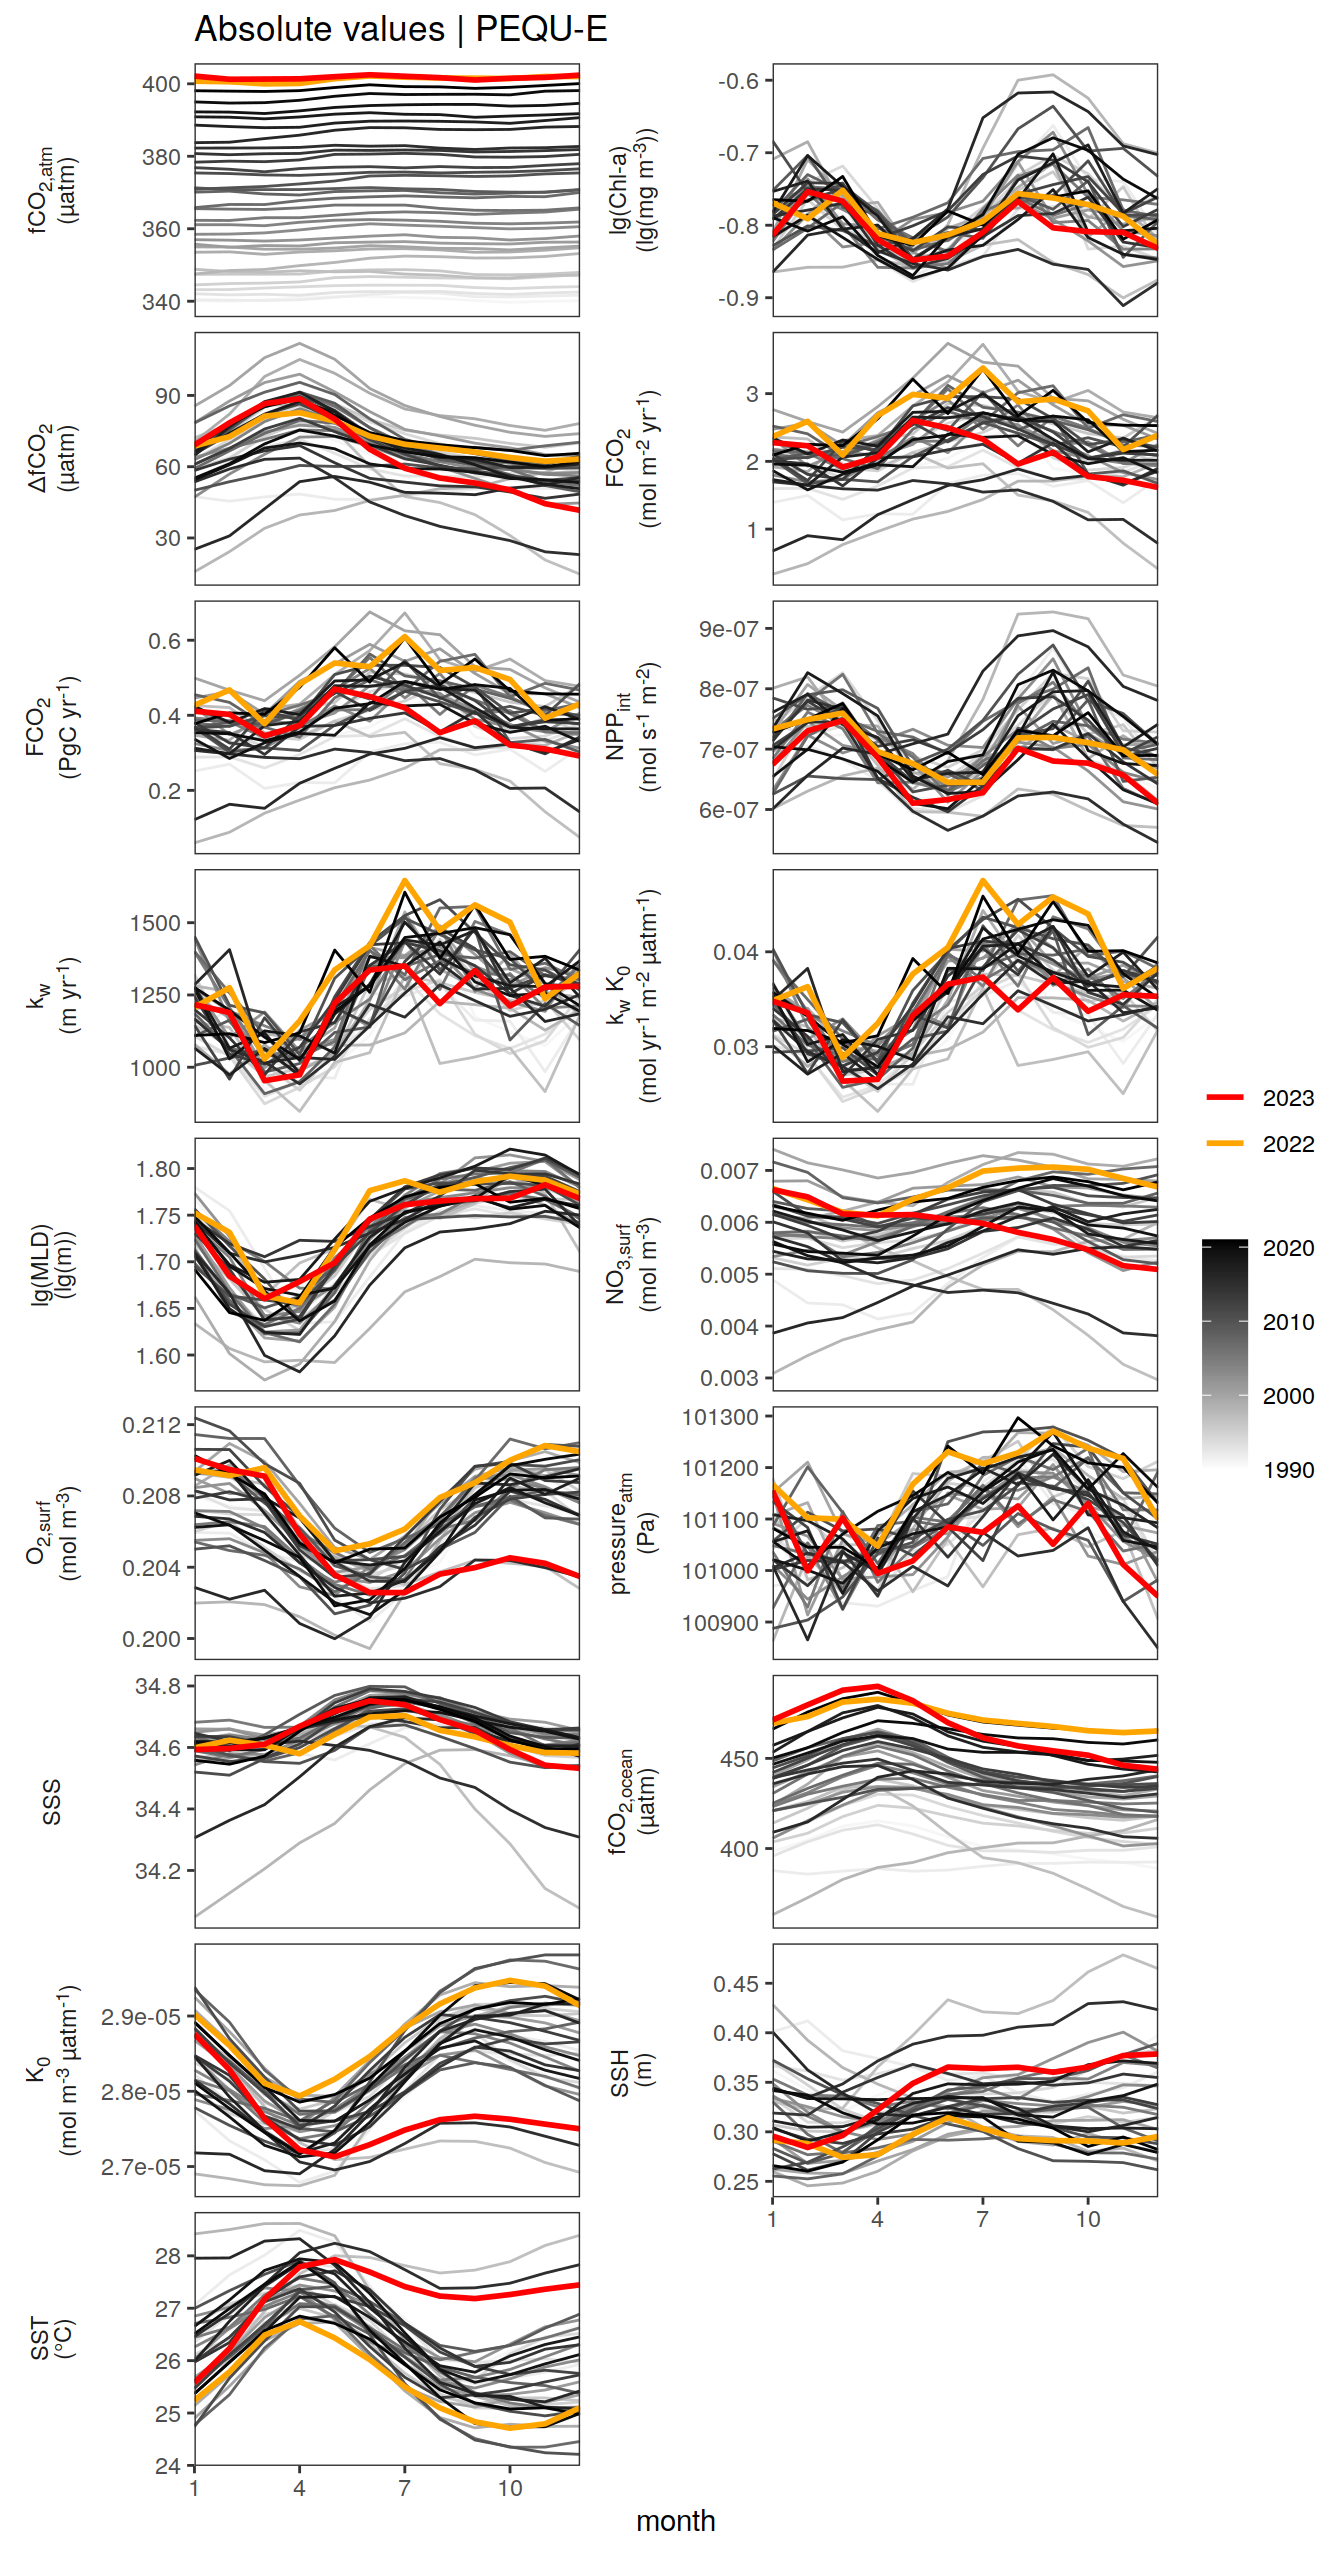 Absolute values | PEQU-E
fCO2,atm
(µatm)
400
380
360
340
lg(Chl-a)
(lg(mg m-3))
-0.6
-0.7
-0.8
-0.9
ΔfCO2
(µatm)
90
60
30
FCO2
(mol m-2 yr-1)
3
2
1
FCO2
(PgC yr-1)
0.6
0.4
0.2
NPPint
(mol s-1 m-2)
9e-07
8e-07
7e-07
6e-07
kw
(m yr-1)
1500
1250
1000
kw K0
(mol yr-1 m-2 µatm-1)
0.04
0.03
lg(MLD)
(lg(m))
1.80
1.75
1.70
1.65
1.60
NO3,surf
(mol m-3)
0.007
0.006
0.005
0.004
0.003
O2,surf
(mol m-3)
0.212
0.208
0.204
0.200
pressureatm
(Pa)
101300
101200
101100
101000
100900
SSS
34.8
34.6
34.4
34.2
fCO2,ocean
(µatm)
450
400
K0
(mol m-3 µatm-1)
2.9e-05
2.8e-05
2.7e-05
SSH
(m)
0.45
0.40
0.35
0.30
0.25
1 4 7 10
SST
(°C)
28
27
26
25
24
1 4 7 10
month
2023
2022
2020
2010
2000
1990